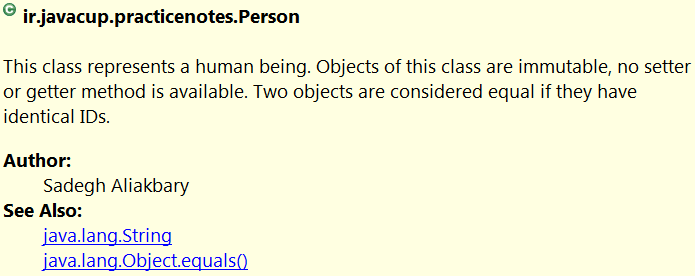 ir.javacup.practicenotes.Person
This class represents a human being. Objects of this class are immutable, no setter
or getter method is available. Two objects are considered equal if they have
identical IDs.
Author:
Sadegh Aliakbary
See Also:
java.lang.String
java.lang.Object.equals()